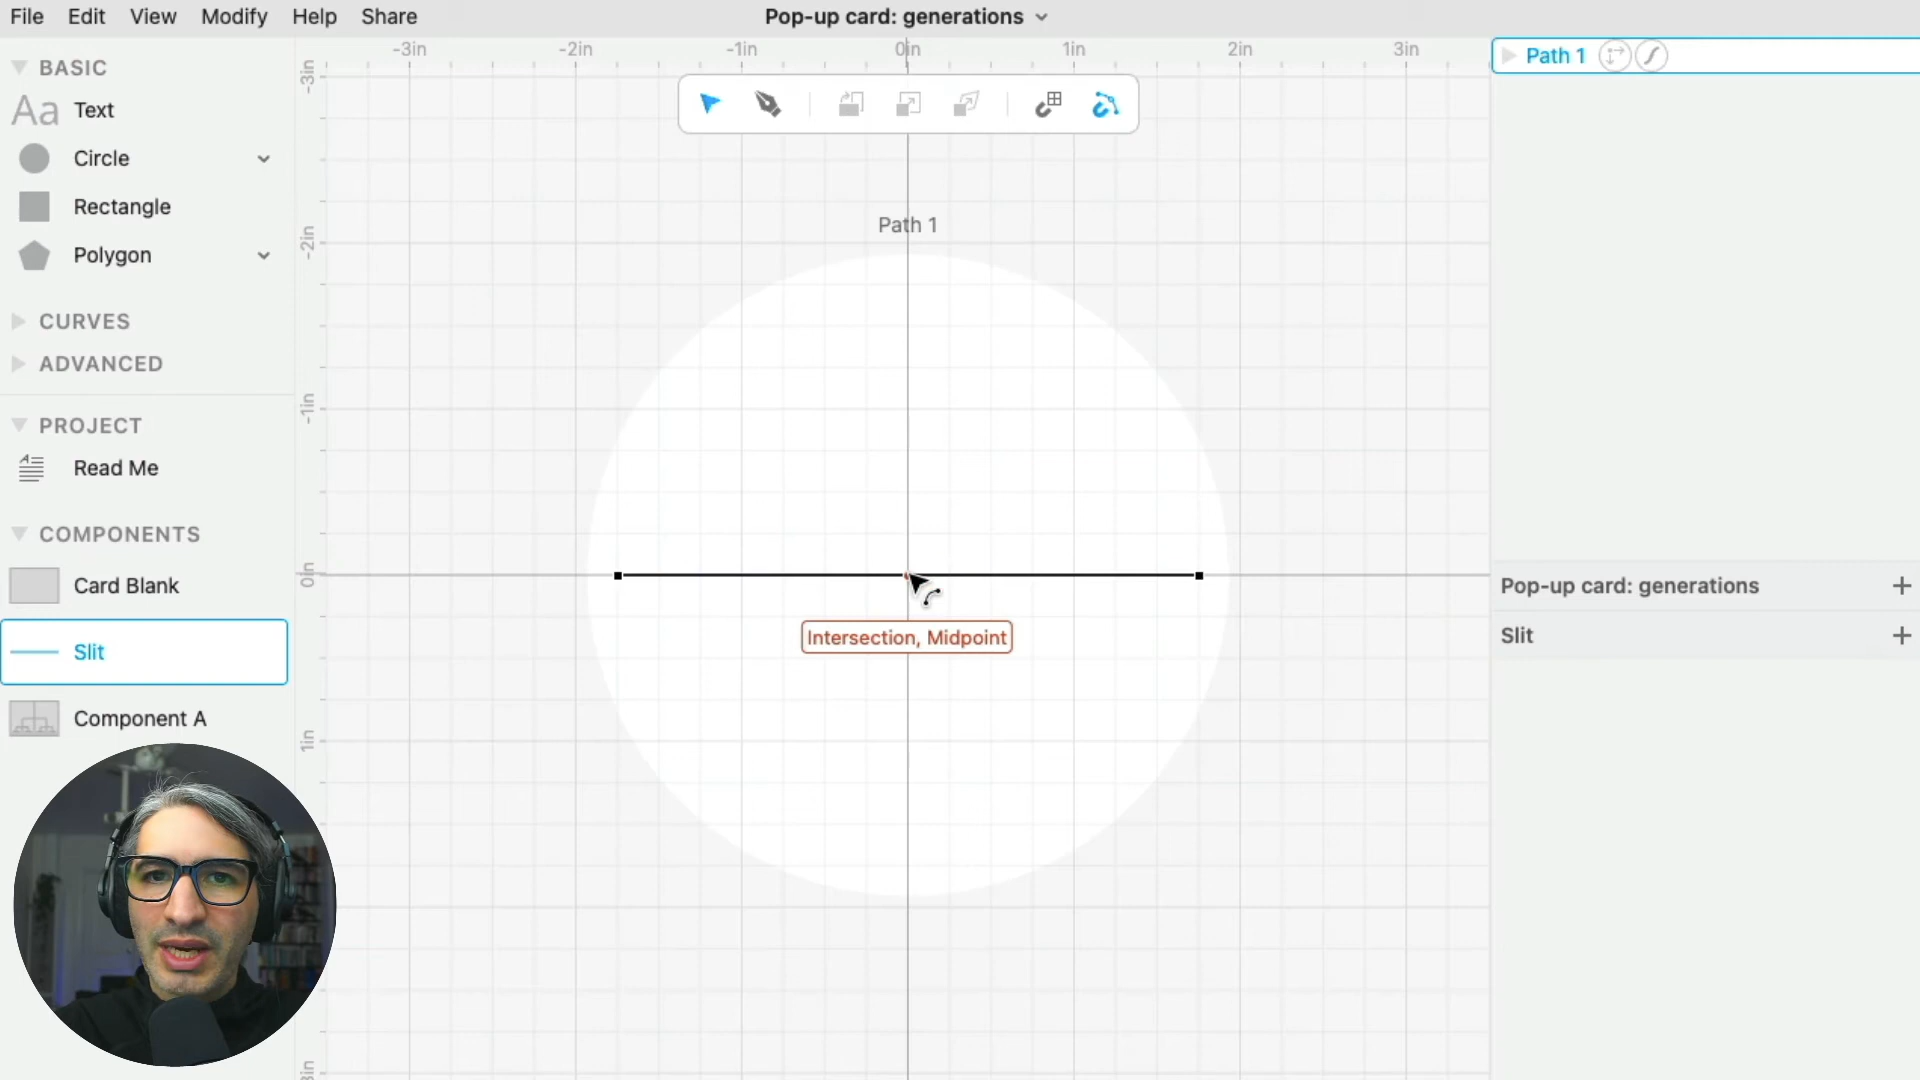 File Edit View Modify Help Share
Pop-up card: generations
-3in -2in -1in 0in 1in 2in 3in
Path 1
BASIC
Aa Text
Circle
Rectangle
Polygon
CURVES
ADVANCED
PROJECT
Read Me
COMPONENTS
Card Blank
Slit
Component A
-3in
-2in
-1in
0in
1in
Path 1
Intersection, Midpoint
Pop-up card: generations
Slit